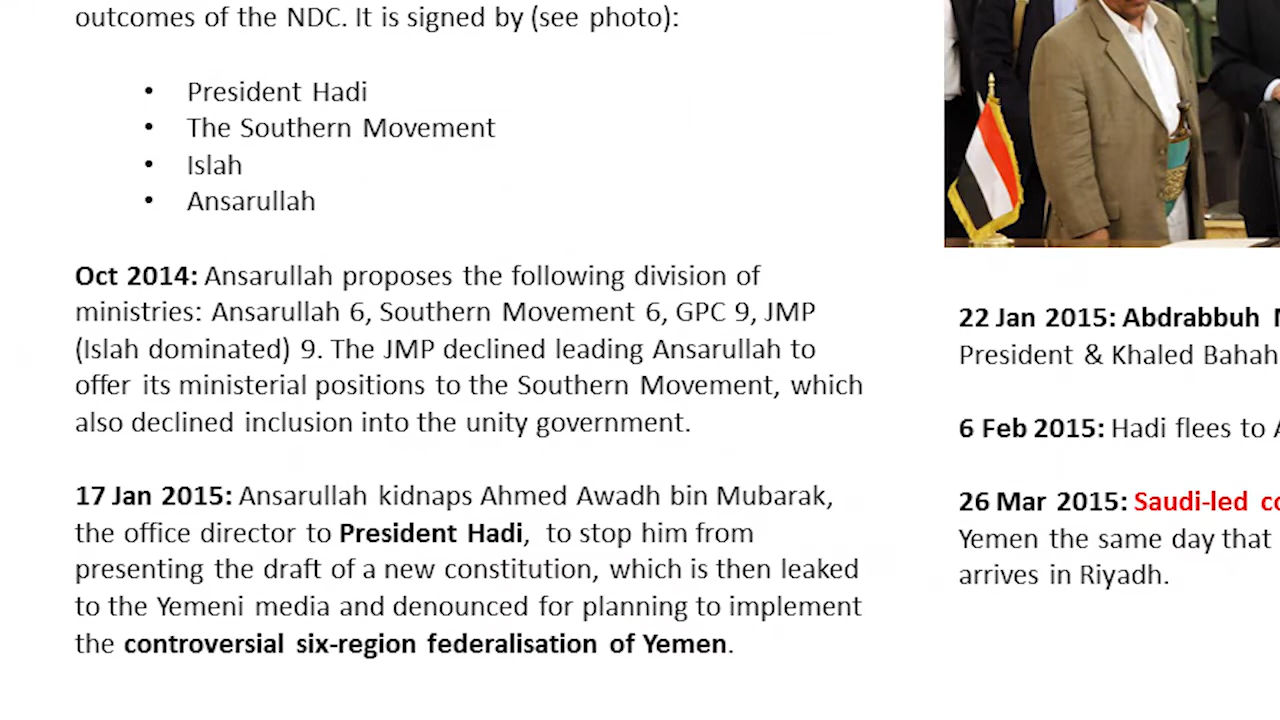 outcomes of the NDC. It is signed by (see photo):
• President Hadi
• The Southern Movement
• Islah
• Ansarullah
Oct 2014: Ansarullah proposes the following division of
ministries: Ansarullah 6, Southern Movement 6, GPC 9, JMP
(Islah dominated) 9. The JMP declined leading Ansarullah to
offer its ministerial positions to the Southern Movement, which
also declined inclusion into the unity government.
17 Jan 2015: Ansarullah kidnaps Ahmed Awadh bin Mubarak,
the office director to President Hadi, to stop him from
presenting the draft of a new constitution, which is then leaked
to the Yemeni media and denounced for planning to implement
the controversial six-region federalisation of Yemen.
22 Jan 2015: Abdrabbuh
President & Khaled Bahah
6 Feb 2015: Hadi flees to
26 Mar 2015: Saudi-led
Yemen the same day that
arrives in Riyadh.